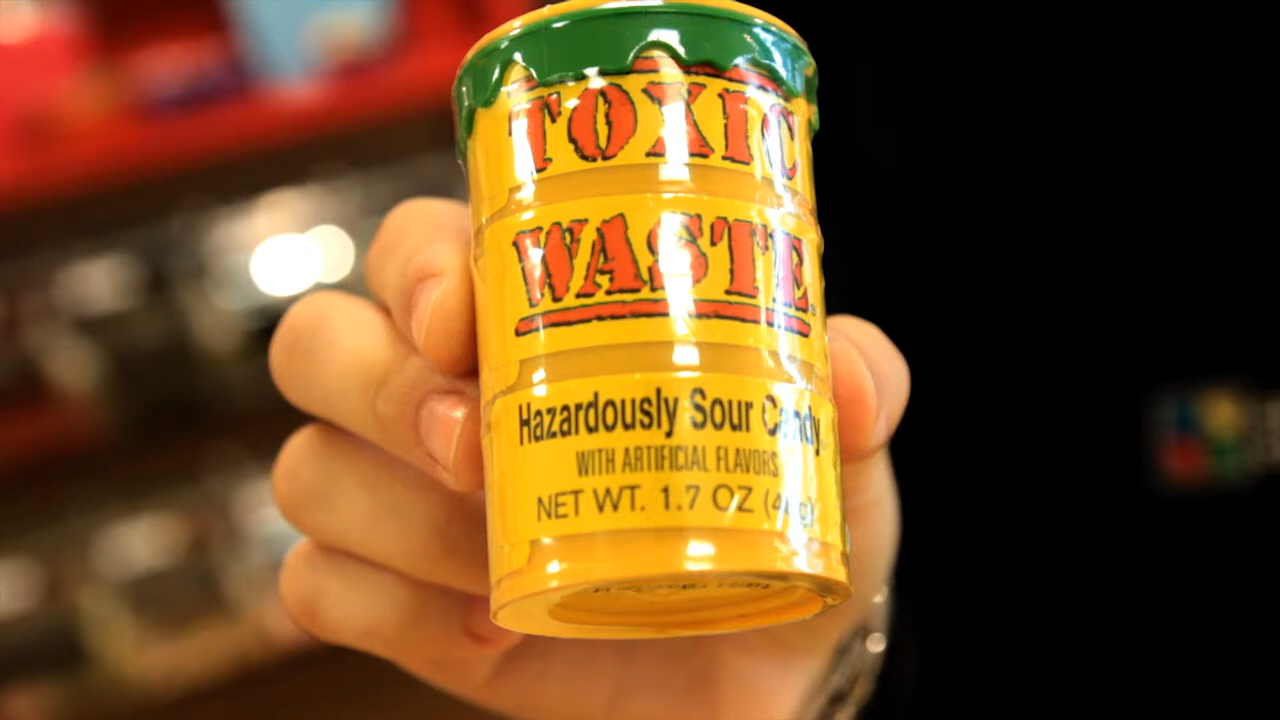 TOXIC
WASTE
Hazardously Sour Candy
WITH ARTIFICIAL FLAVORS
NET WT. 1.7 OZ